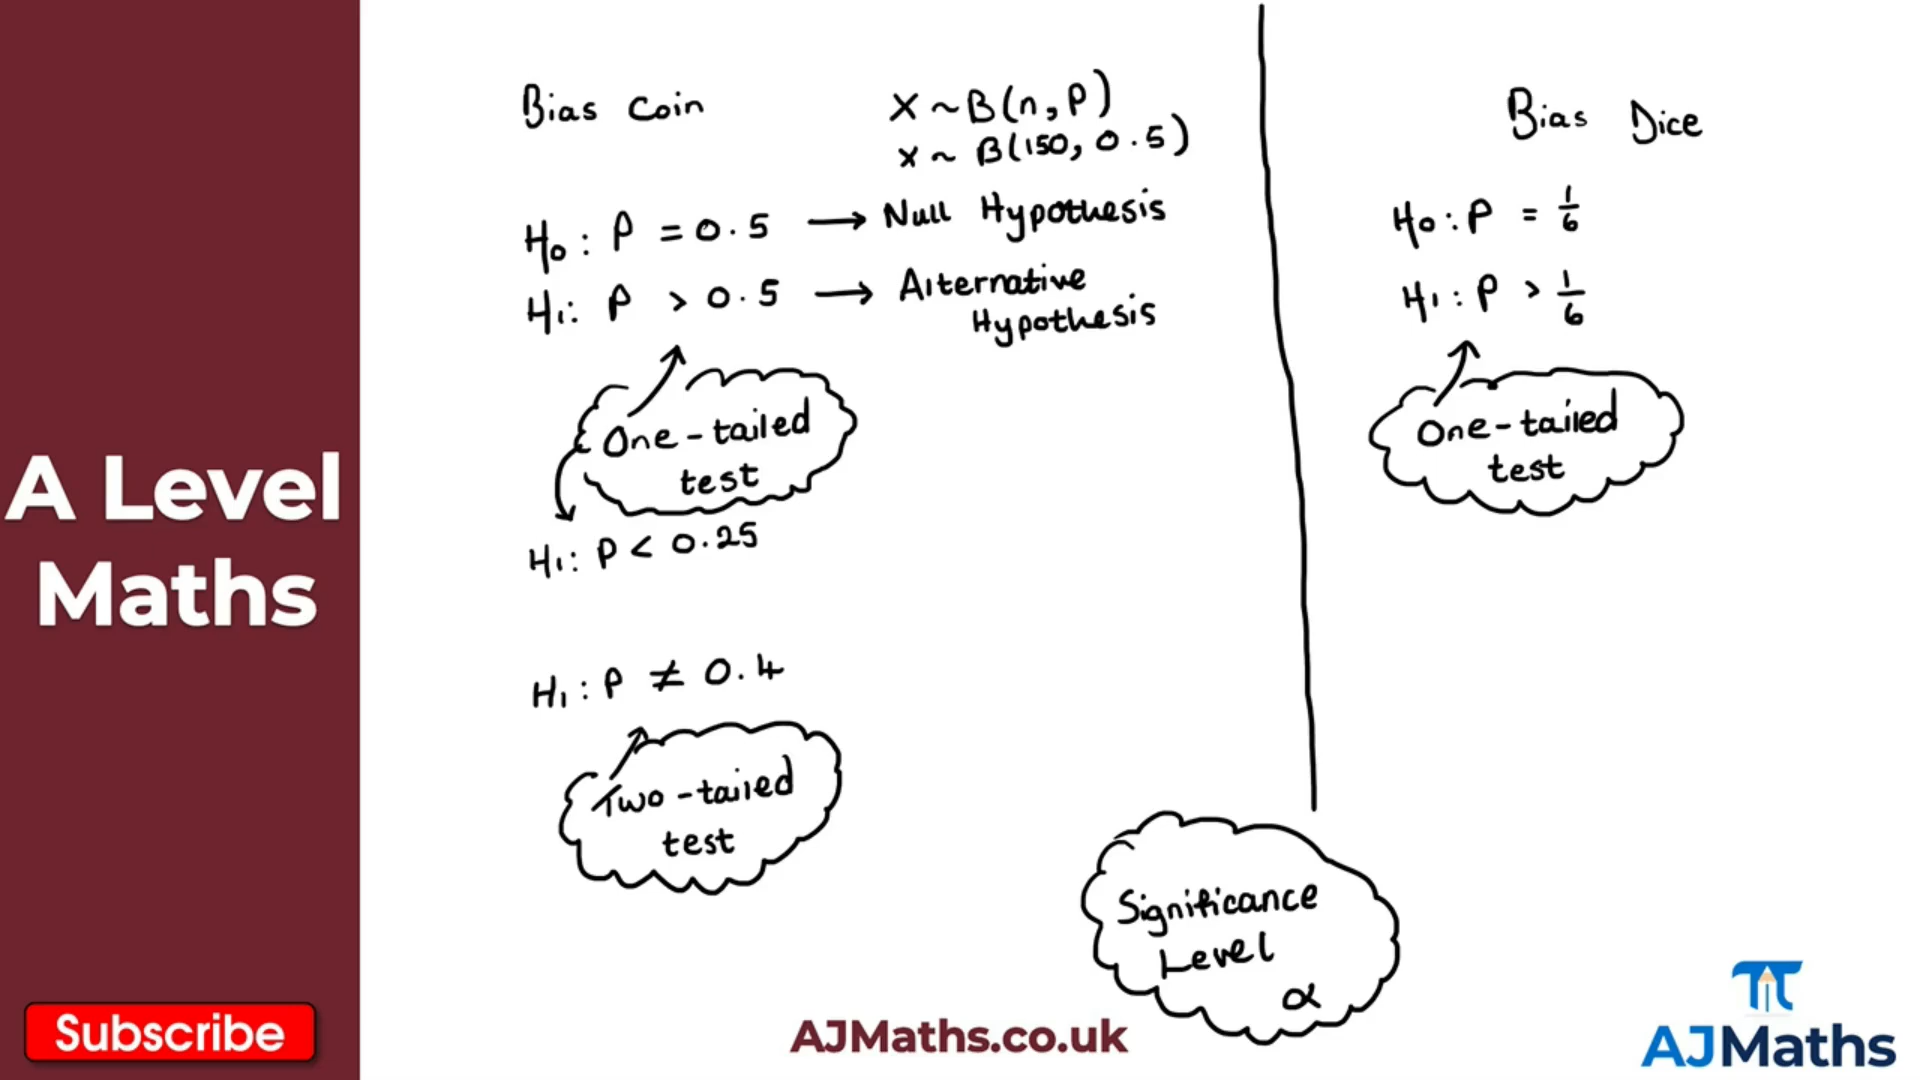 A Level
Maths
Subscribe
Bias Coin
X ~ B(n, P)
x ~ B(150, 0.5)
H₀ : P = 0.5 → Null Hypothesis
H₁ : P > 0.5 → Alternative
Hypothesis
One-tailed
test
H₁ : P < 0.25
H₁ : P ≠ 0.4
Two-tailed
test
Bias Dice
H₀ : P = 1/6
H₁ : P > 1/6
One-tailed
test
Significance
Level
α
AJMaths.co.uk
AJMaths